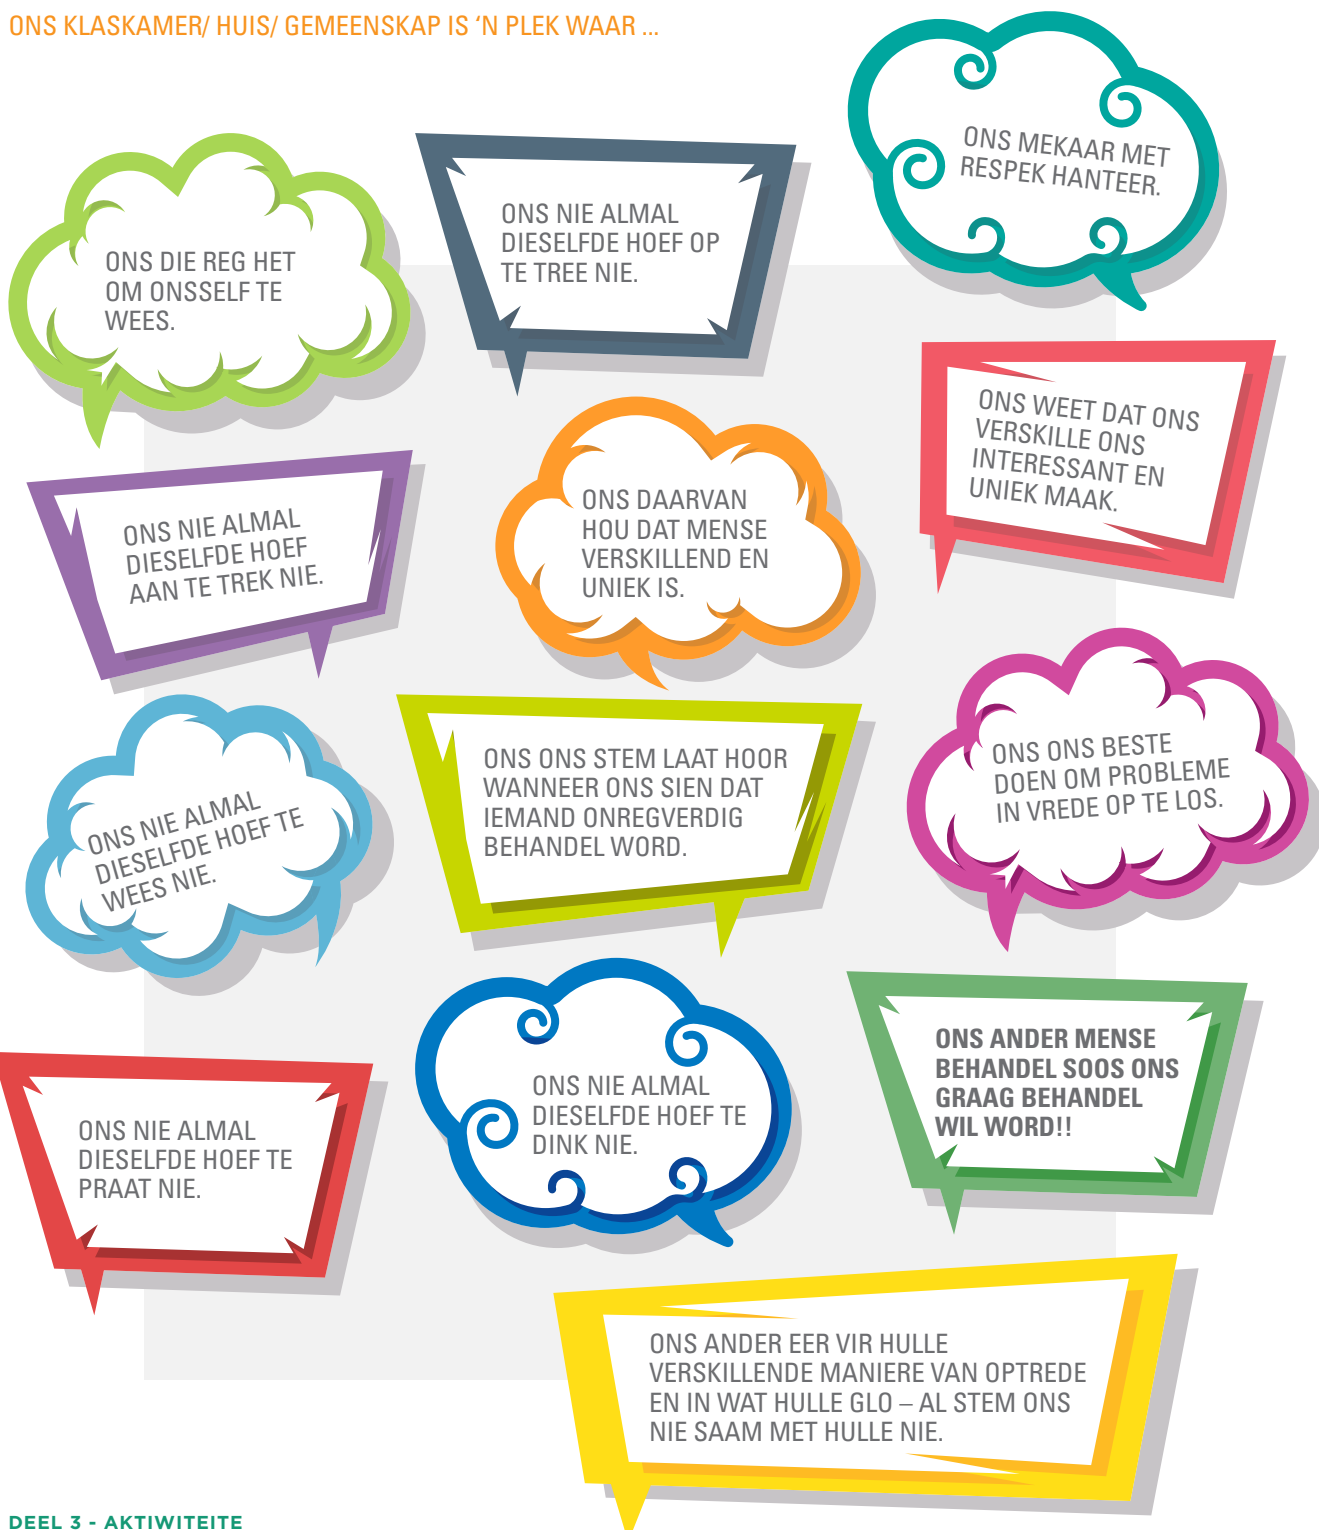 ONS KLASKAMER/ HUIS/ GEMEENSKAP IS ‘N PLEK WAAR ...
ONS MEKAAR MET
RESPEK HANTEER.
ONS NIE ALMAL
DIESELFDE HOEF OP
TE TREE NIE.
ONS DIE REG HET
OM ONSSELF TE
WEES.
ONS WEET DAT ONS
VERSKILLE ONS
INTERESSANT EN
UNIEK MAAK.
ONS DAARVAN
HOU DAT MENSE
VERSKILLEND EN
UNIEK IS.
ONS NIE ALMAL
DIESELFDE HOEF
AAN TE TREK NIE.
ONS ONS BESTE
DOEN OM PROBLEME
IN VREDE OP TE LOS.
ONS ONS STEM LAAT HOOR
WANNEER ONS SIEN DAT
IEMAND ONREGVERDIG
BEHANDEL WORD.
ONS NIE ALMAL
DIESELFDE HOEF TE
WEES NIE.
ONS ANDER MENSE
BEHANDEL SOOS ONS
GRAAG BEHANDEL
WIL WORD!!
ONS NIE ALMAL
DIESELFDE HOEF TE
DINK NIE.
ONS NIE ALMAL
DIESELFDE HOEF TE
PRAAT NIE.
ONS ANDER EER VIR HULLE
VERSKILLENDE MANIERE VAN OPTREDE
EN IN WAT HULLE GLO – AL STEM ONS
NIE SAAM MET HULLE NIE.
DEEL 3 - AKTIWITEITE